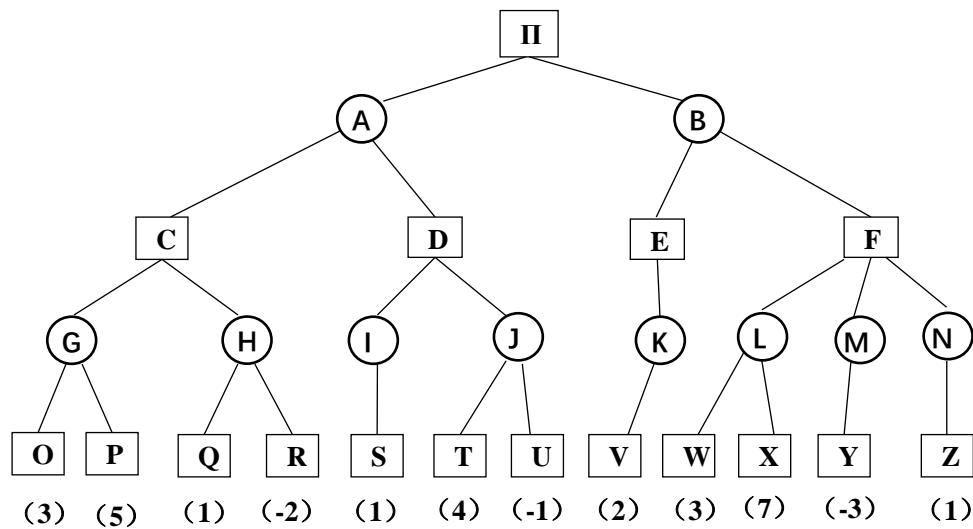 Π
A B
C D E F
G H I J K L M N
O P Q R S T U V W X Y Z
（3）（5）（1）（-2）（1）（4）（-1）（2）（3）（7）（-3）（1）